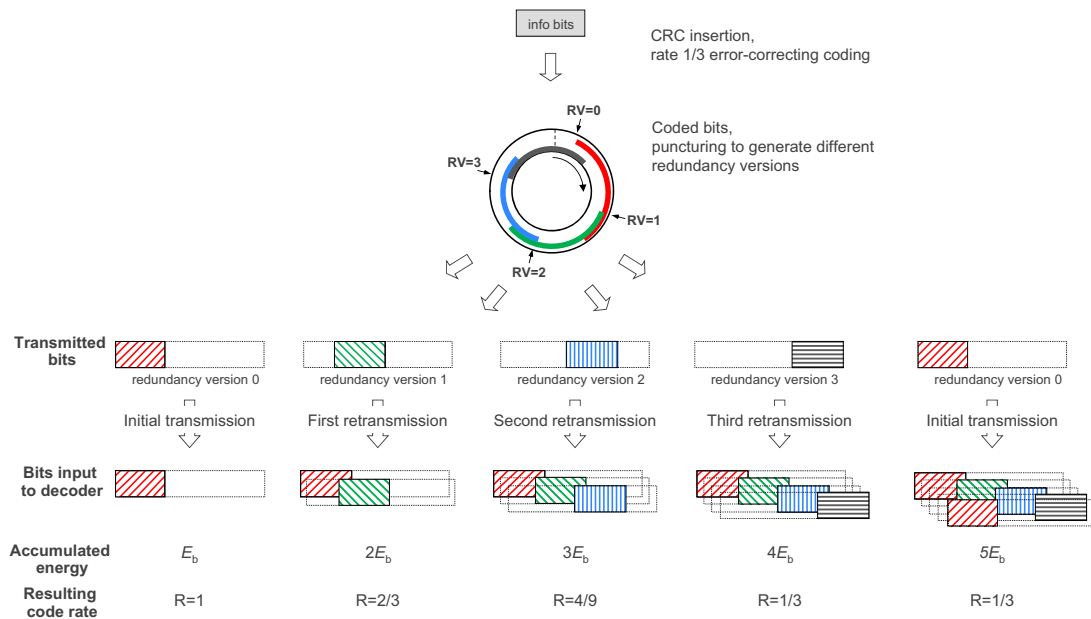 info bits
CRC insertion,
rate 1/3 error-correcting coding
RV=0
Coded bits,
puncturing to generate different
redundancy versions
RV=3
RV=1
RV=2
Transmitted
bits
redundancy version 0
redundancy version 1
redundancy version 2
redundancy version 3
redundancy version 0
Initial transmission
First retransmission
Second retransmission
Third retransmission
Initial transmission
Bits input
to decoder
Accumulated
energy
Eb
2Eb
3Eb
4Eb
5Eb
Resulting
code rate
R=1
R=2/3
R=4/9
R=1/3
R=1/3